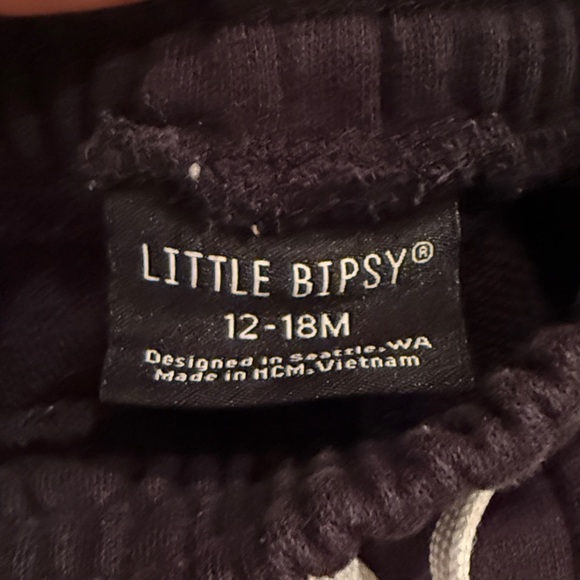 LITTLE BIPSY®
12-18M
Designed in Seattle, WA
Made in HCM, Vietnam